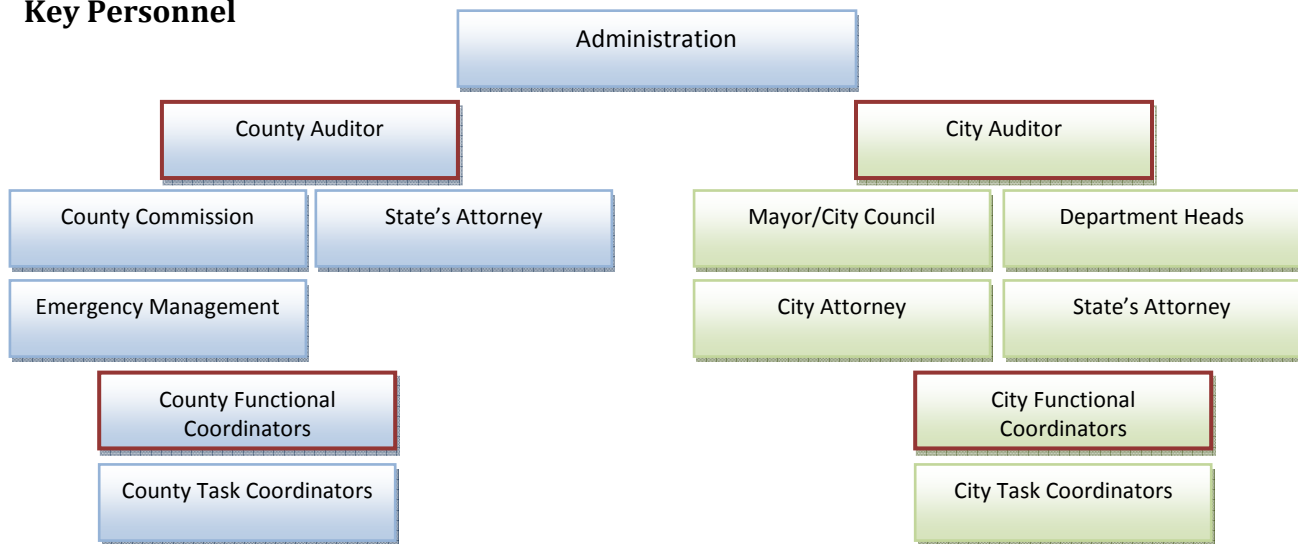 Key Personnel
Administration
County Auditor
City Auditor
County Commission
State’s Attorney
Mayor/City Council
Department Heads
Emergency Management
City Attorney
State’s Attorney
County Functional
Coordinators
City Functional
Coordinators
County Task Coordinators
City Task Coordinators